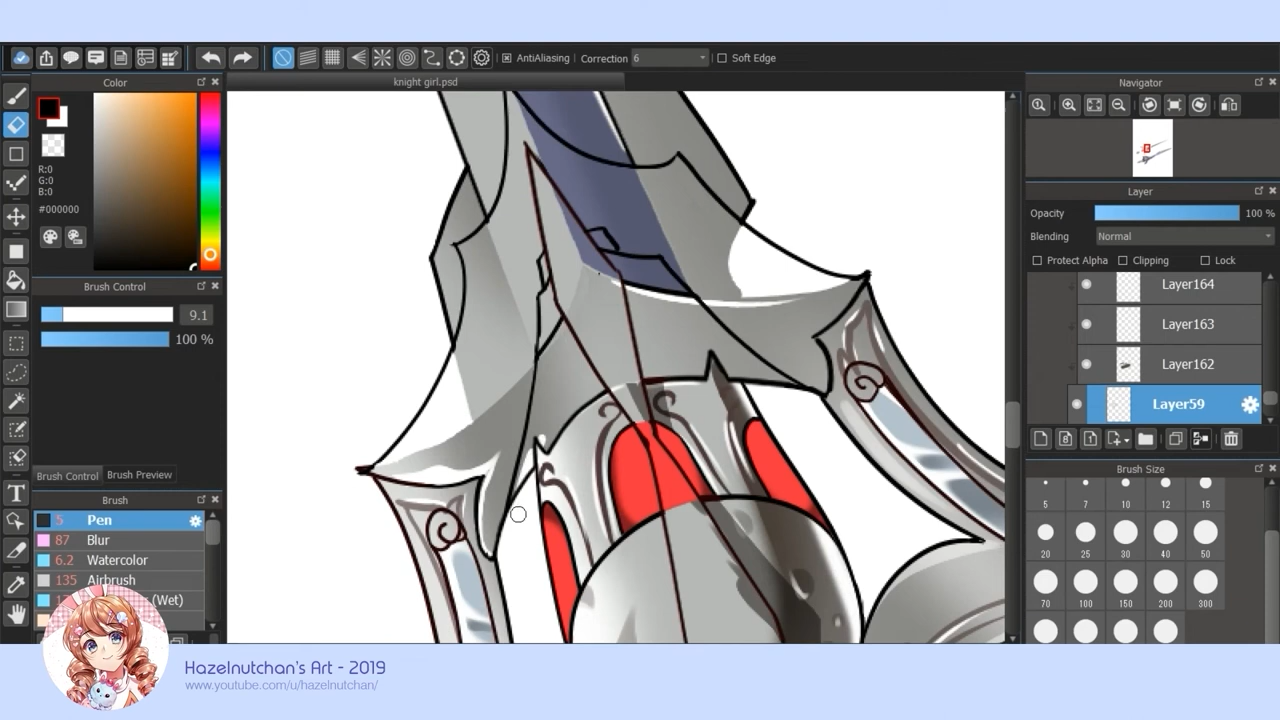 AntiAliasing Correction 6 Soft Edge
Color
knight girl.psd
Navigator
R:0
G:0
B:0
#000000
Brush Control
9.1
100 %
Brush Control Brush Preview
Brush
5 Pen
87 Blur
6.2 Watercolor
135 Airbrush
(Wet)
Layer
Opacity 100 %
Blending Normal
Protect Alpha Clipping Lock
Layer164
Layer163
Layer162
Layer59
Brush Size
5 7 10 12 15
20 25 30 40 50
70 100 150 200 300
Hazelnutchan's Art - 2019
www.youtube.com/u/hazelnutchan/